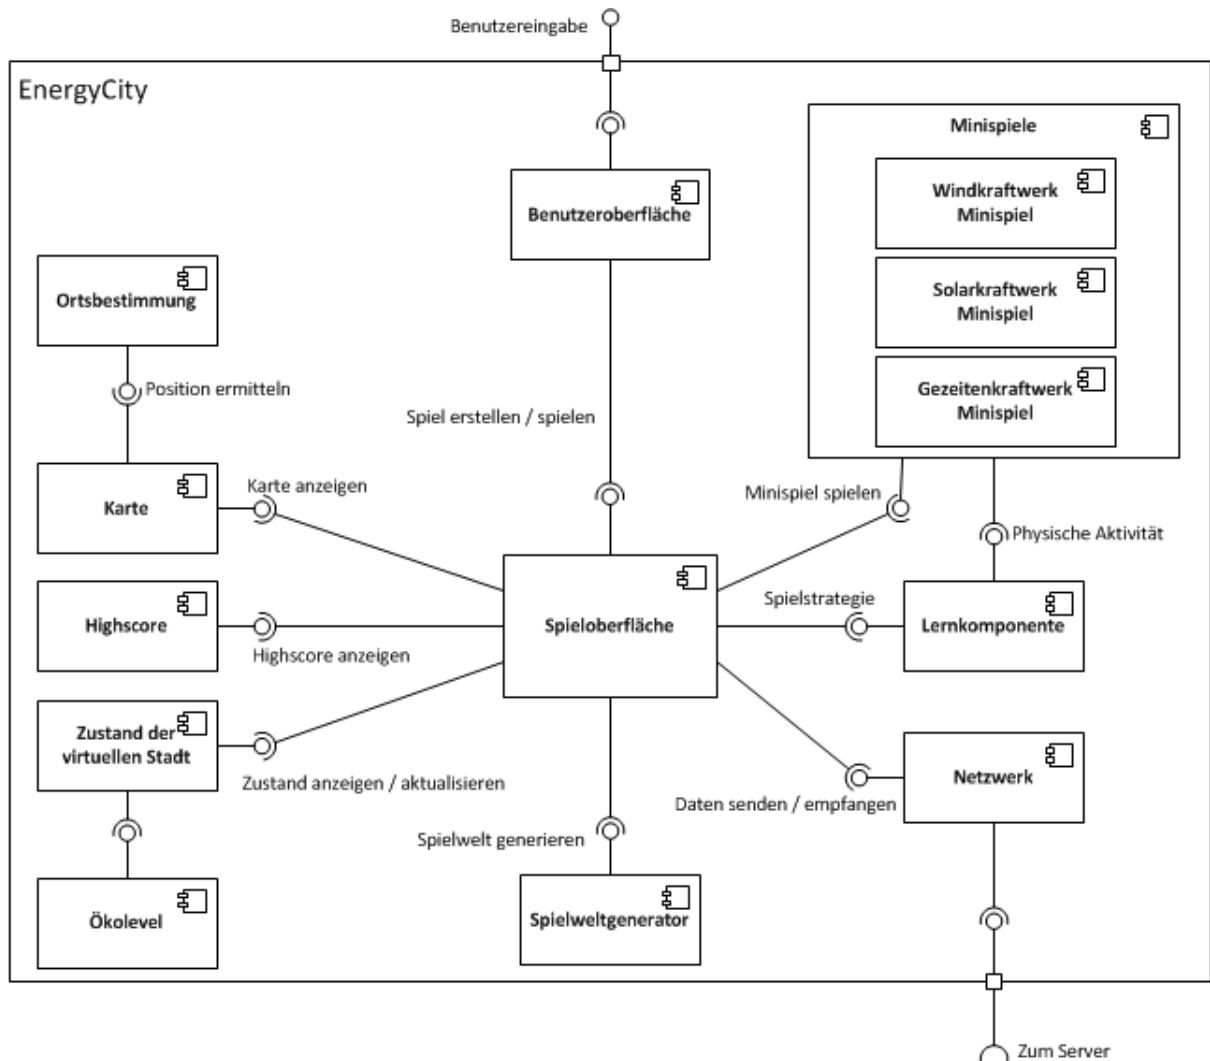 Benutzereingabe
EnergyCity
Minispiele
Windkraftwerk
Minispiel
Benutzeroberfläche
Solarkraftwerk
Minispiel
Ortsbestimmung
Gezeitenkraftwerk
Minispiel
Position ermitteln
Spiel erstellen / spielen
Karte anzeigen
Minispiel spielen
Karte
Physische Aktivität
Spielstrategie
Highscore
Spieloberfläche
Lernkomponente
Highscore anzeigen
Zustand der
virtuellen Stadt
Zustand anzeigen / aktualisieren
Netzwerk
Daten senden / empfangen
Spielwelt generieren
Ökolevel
Spielweltgenerator
Zum Server